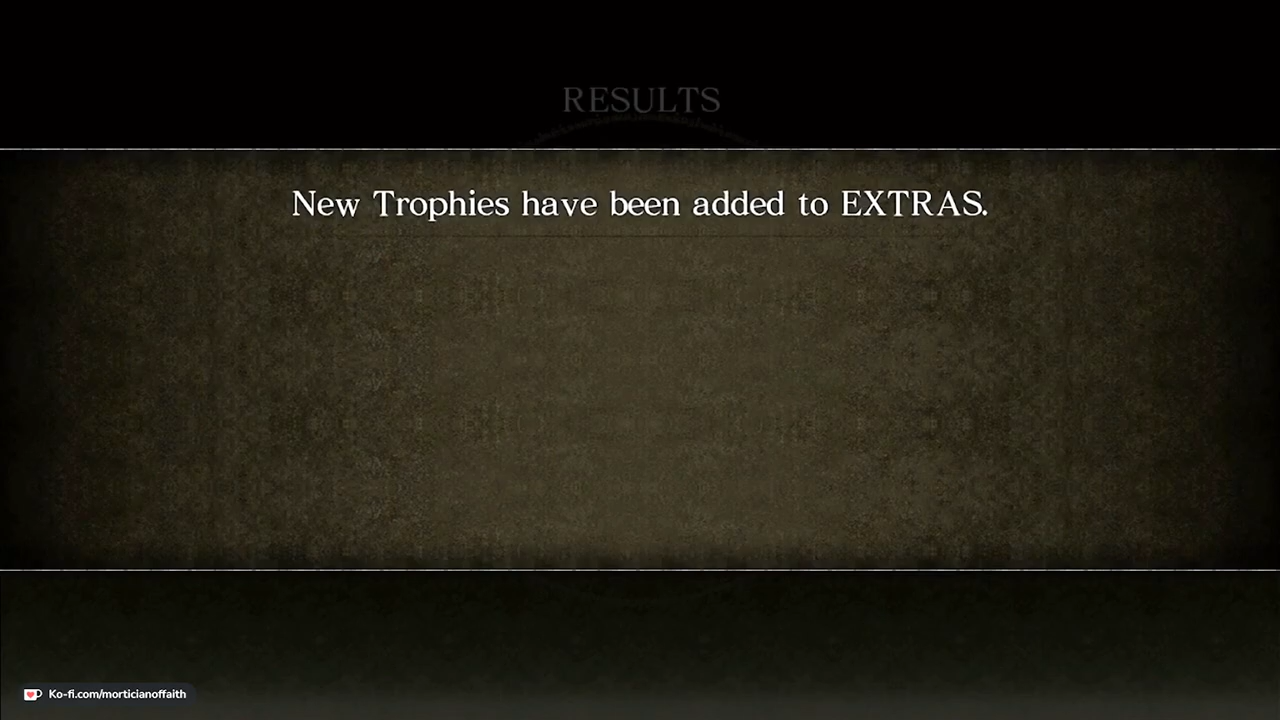 RESULTS
New Trophies have been added to EXTRAS.
Ko-fi.com/morticianoffaith